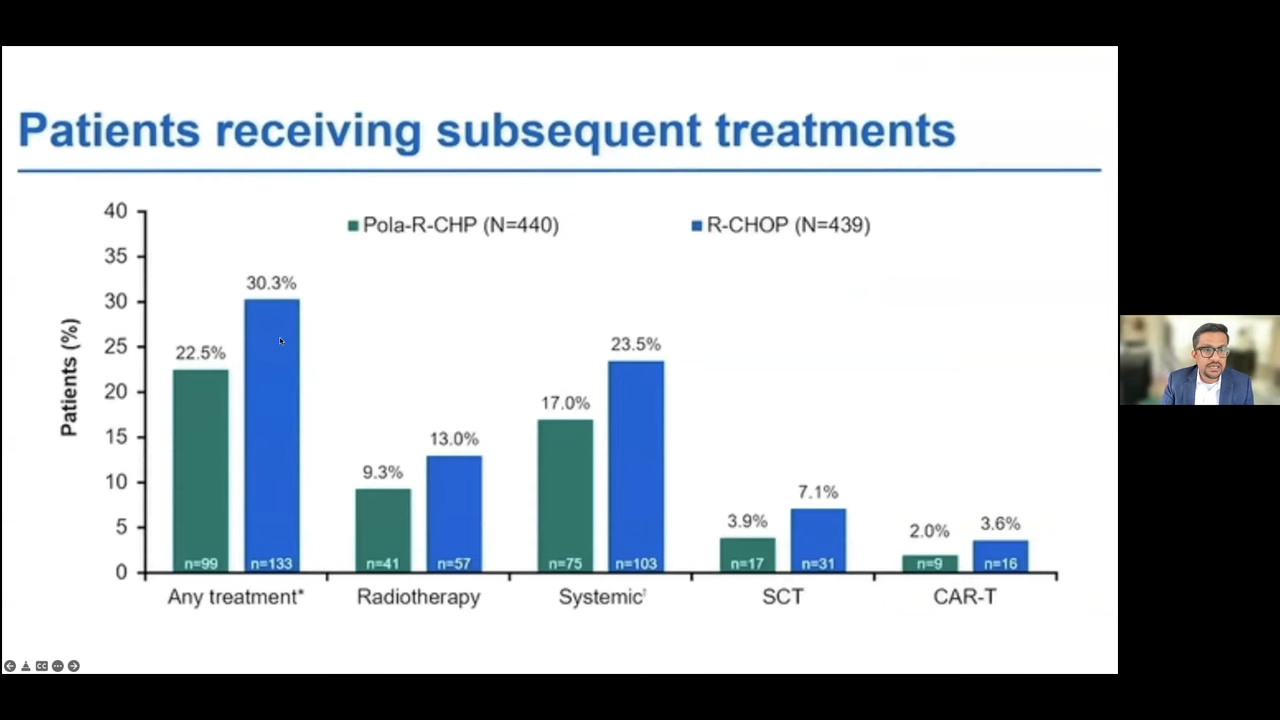 Patients receiving subsequent treatments
Pola-R-CHP (N=440)
R-CHOP (N=439)
Patients (%)
40
35
30
25
20
15
10
5
0
22.5%
30.3%
9.3%
13.0%
17.0%
23.5%
3.9%
7.1%
2.0%
3.6%
n=99
n=133
n=41
n=57
n=75
n=103
n=17
n=31
n=9
n=16
Any treatment*
Radiotherapy
Systemic†
SCT
CAR-T
CC